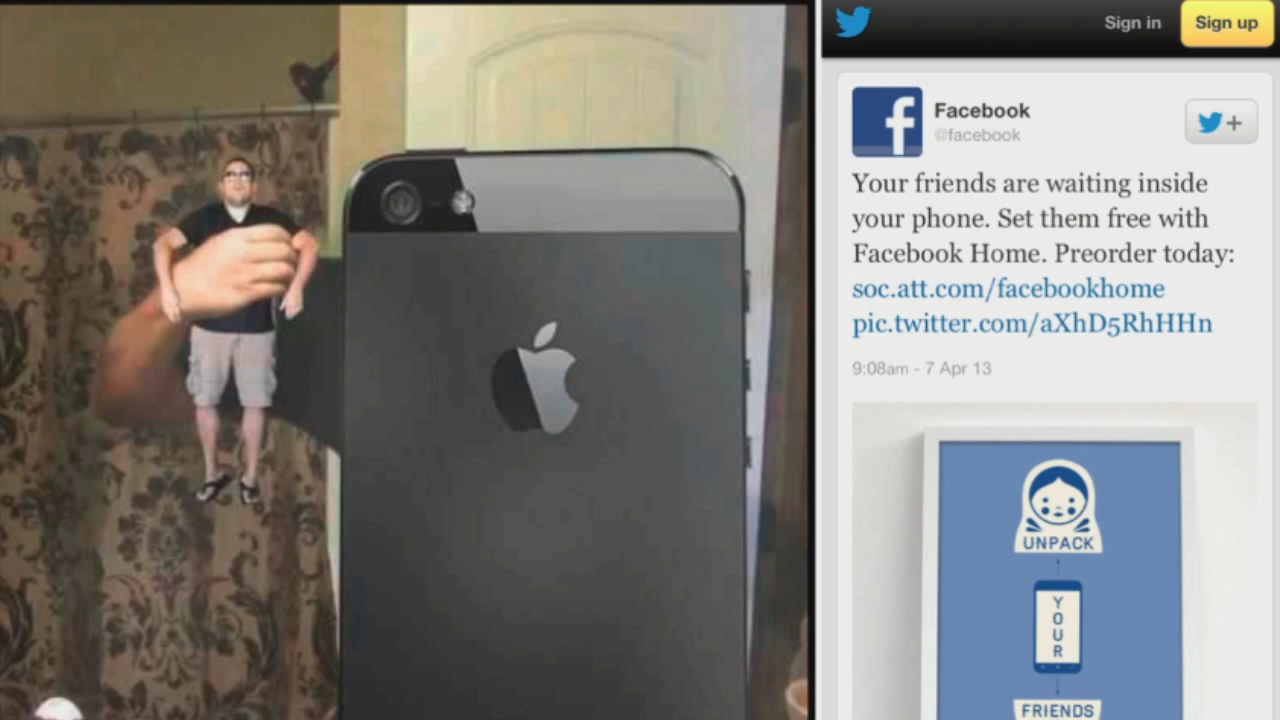 Sign in
Sign up
Facebook
@facebook
Your friends are waiting inside
your phone. Set them free with
Facebook Home. Preorder today:
soc.att.com/facebookhome
pic.twitter.com/aXhD5RhHHn
9:08am - 7 Apr 13
UNPACK
YOUR
FRIENDS